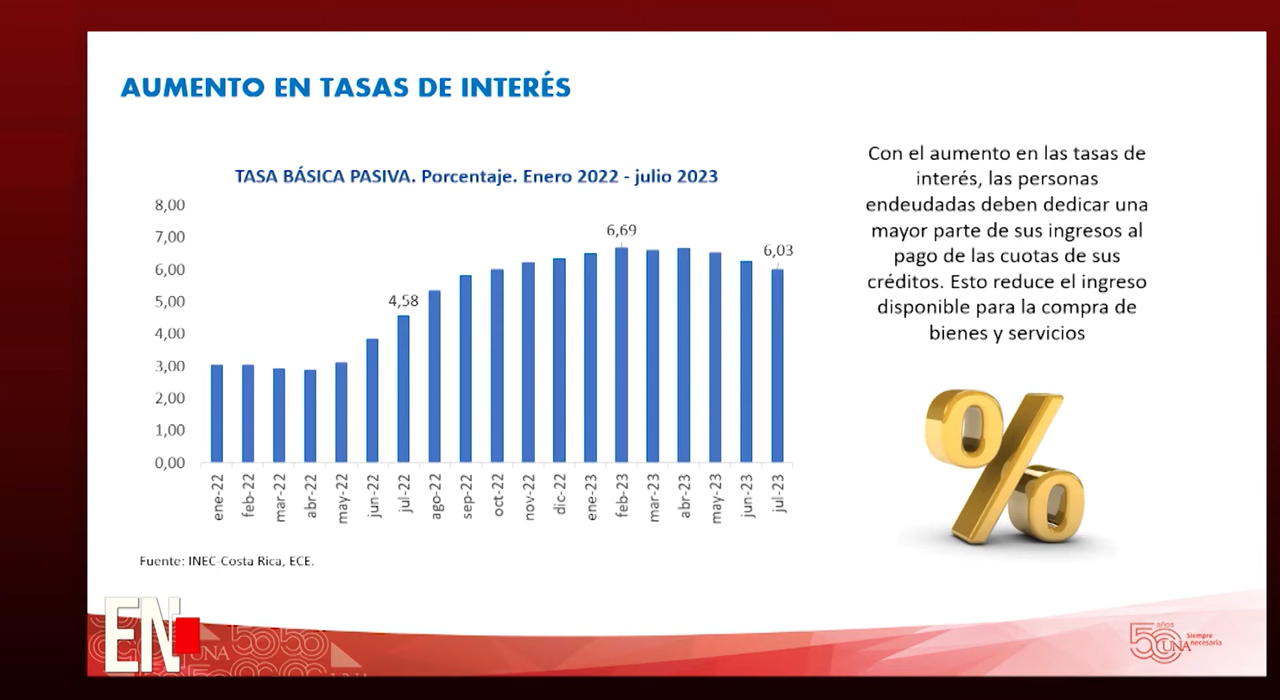 AUMENTO EN TASAS DE INTERÉS
TASA BÁSICA PASIVA. Porcentaje. Enero 2022 - julio 2023
8,00
7,00
6,00
5,00
4,00
3,00
2,00
1,00
0,00
4,58
6,69
6,03
ene-22
feb-22
mar-22
abr-22
may-22
jun-22
jul-22
ago-22
sep-22
oct-22
nov-22
dic-22
ene-23
feb-23
mar-23
abr-23
may-23
jun-23
jul-23
Fuente: INEC-Costa Rica, ECE.
Con el aumento en las tasas de
interés, las personas
endeudadas deben dedicar una
mayor parte de sus ingresos al
pago de las cuotas de sus
créditos. Esto reduce el ingreso
disponible para la compra de
bienes y servicios
%
EN
UNA
50
años
UNA
Siempre
necesaria